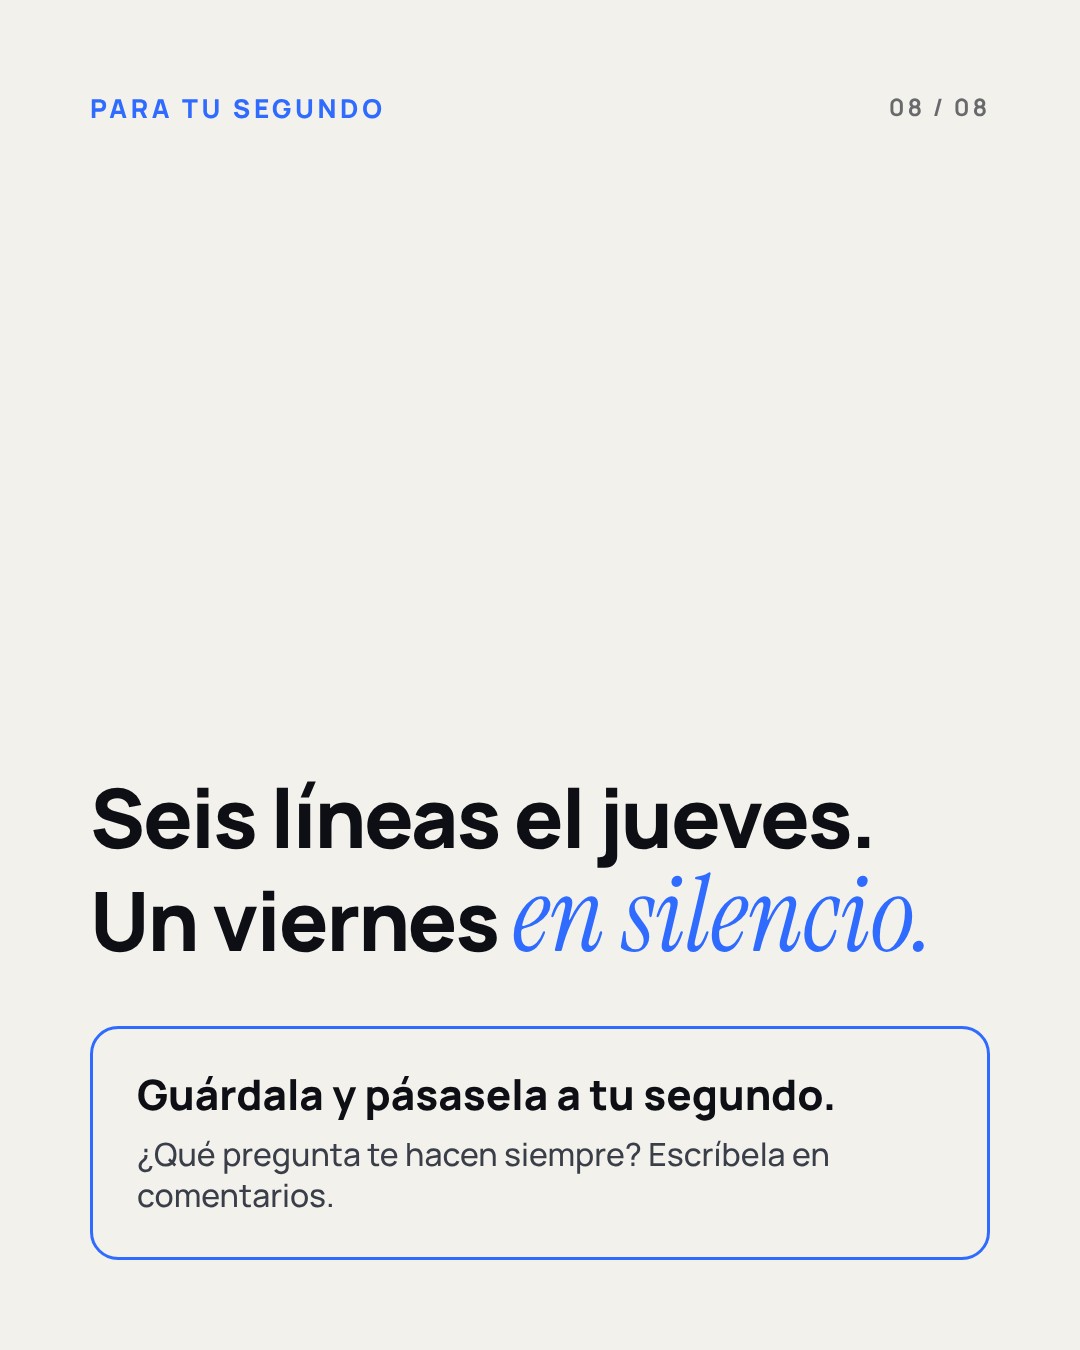 PARA TU SEGUNDO
08 / 08
Seis líneas el jueves.
Un viernes en silencio.
Guárdala y pásasela a tu segundo.
¿Qué pregunta te hacen siempre? Escríbela en
comentarios.